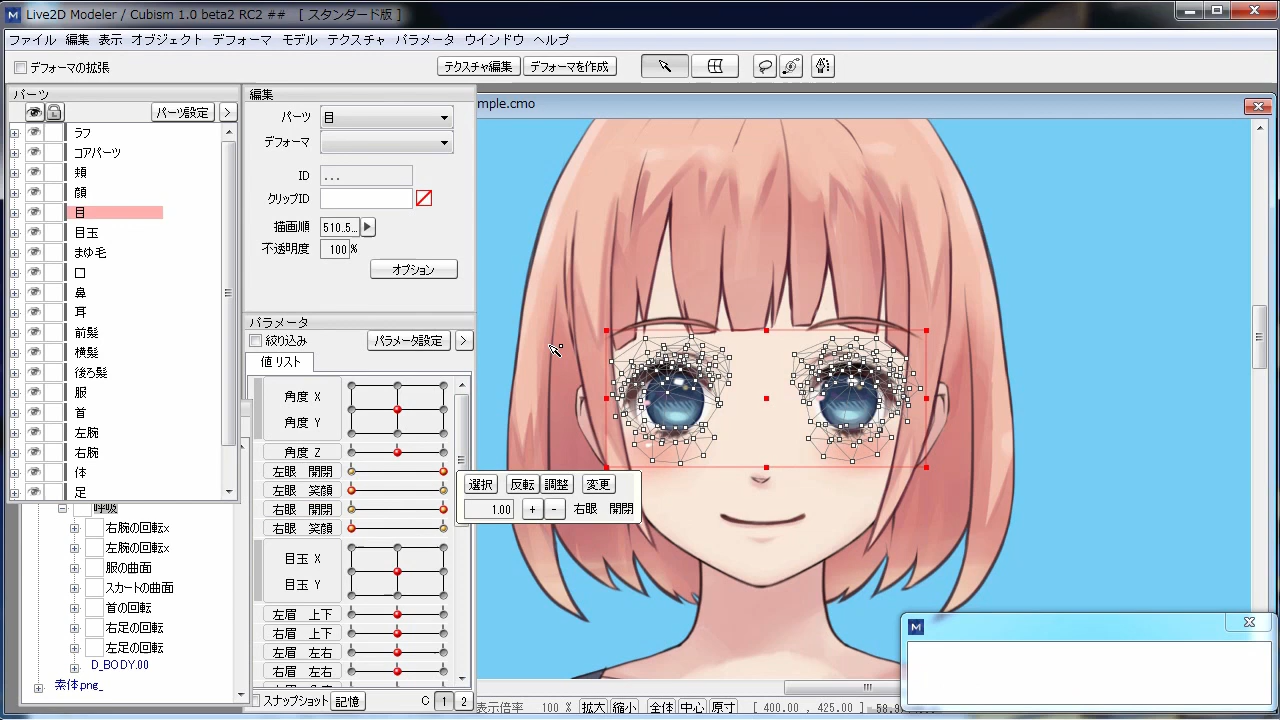 Live2D Modeler / Cubism 1.0 beta2 RC2 ## [ スタンダード版 ]
ファイル 編集 表示 オブジェクト デフォーマ モデル テクスチャ パラメータ ウインドウ ヘルプ
デフォーマの拡張
テクスチャ編集
デフォーマを作成
パーツ
パーツ設定
>
ラフ
コアパーツ
頬
顔
目
目玉
まゆ毛
口
鼻
耳
前髪
横髪
後ろ髪
服
首
左腕
右腕
体
足
呼吸
右腕の回転x
左腕の回転x
服の曲面
スカートの曲面
首の回転
右足の回転
左足の回転
D_BODY.00
素体png_
編集
パーツ 目
デフォーマ
ID ...
クリップID
描画順 510.5...
不透明度 100 %
オプション
パラメータ
絞り込み
パラメータ設定
>
値 リスト
角度 X
角度 Y
角度 Z
左眼 開閉
左眼 笑顔
右眼 開閉
右眼 笑顔
目玉 X
目玉 Y
左眉 上下
右眉 上下
左眉 左右
右眉 左右
スナップショット 記憶 C 1 2
選択 反転 調整 変更
1.00 + - 右眼 開閉
mple.cmo
表示倍率 100 % 拡大 縮小 全体 中心 原寸 [ 400.00 , 425.00 ]